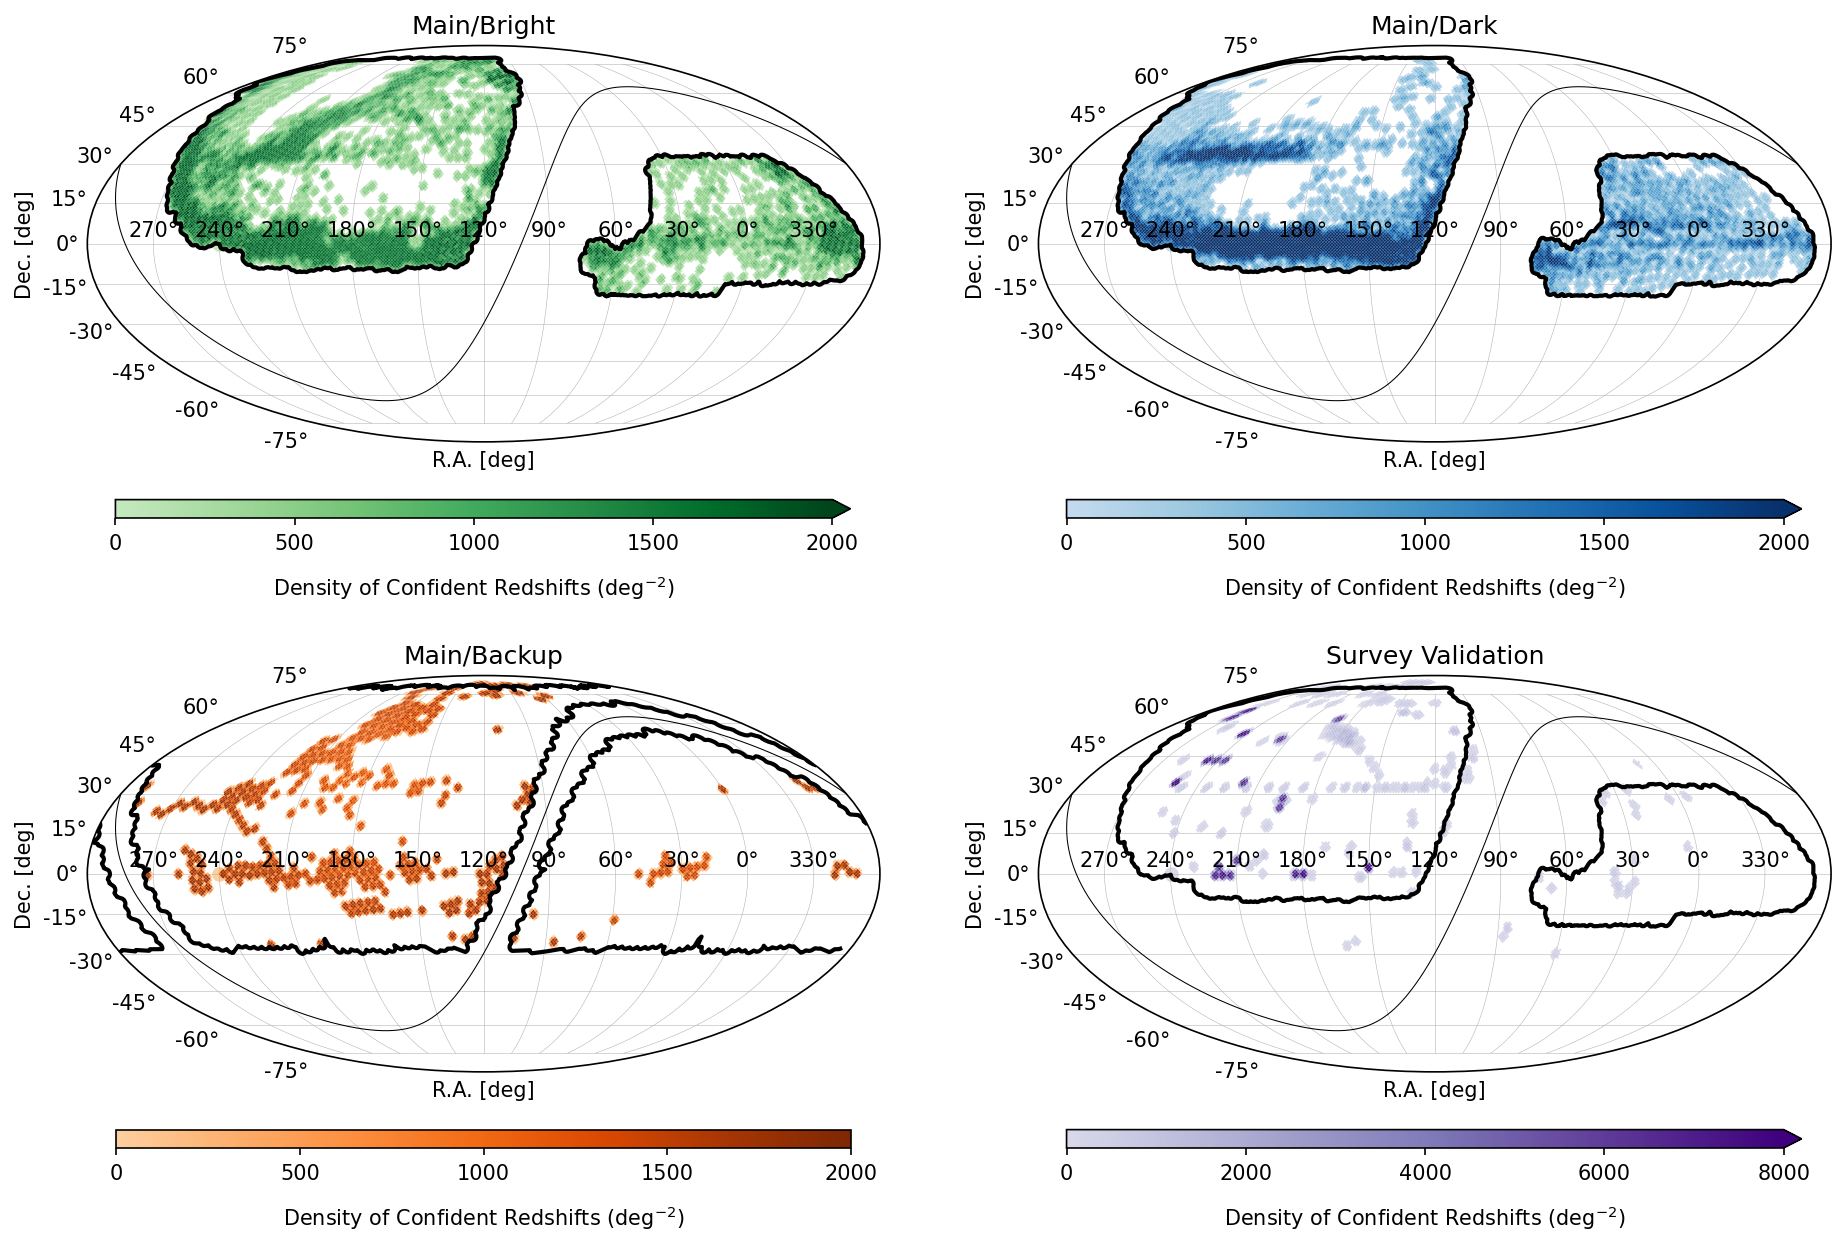 Main/Bright
75°
60°
45°
30°
15°
0°
-15°
-30°
-45°
-60°
-75°
270° 240° 210° 180° 150° 120° 90° 60° 30° 0° 330°
Dec. [deg]
R.A. [deg]
0 500 1000 1500 2000
Density of Confident Redshifts (deg⁻²)
Main/Dark
75°
60°
45°
30°
15°
0°
-15°
-30°
-45°
-60°
-75°
270° 240° 210° 180° 150° 120° 90° 60° 30° 0° 330°
Dec. [deg]
R.A. [deg]
0 500 1000 1500 2000
Density of Confident Redshifts (deg⁻²)
Main/Backup
75°
60°
45°
30°
15°
0°
-15°
-30°
-45°
-60°
-75°
270° 240° 210° 180° 150° 120° 90° 60° 30° 0° 330°
Dec. [deg]
R.A. [deg]
0 500 1000 1500 2000
Density of Confident Redshifts (deg⁻²)
Survey Validation
75°
60°
45°
30°
15°
0°
-15°
-30°
-45°
-60°
-75°
270° 240° 210° 180° 150° 120° 90° 60° 30° 0° 330°
Dec. [deg]
R.A. [deg]
0 2000 4000 6000 8000
Density of Confident Redshifts (deg⁻²)